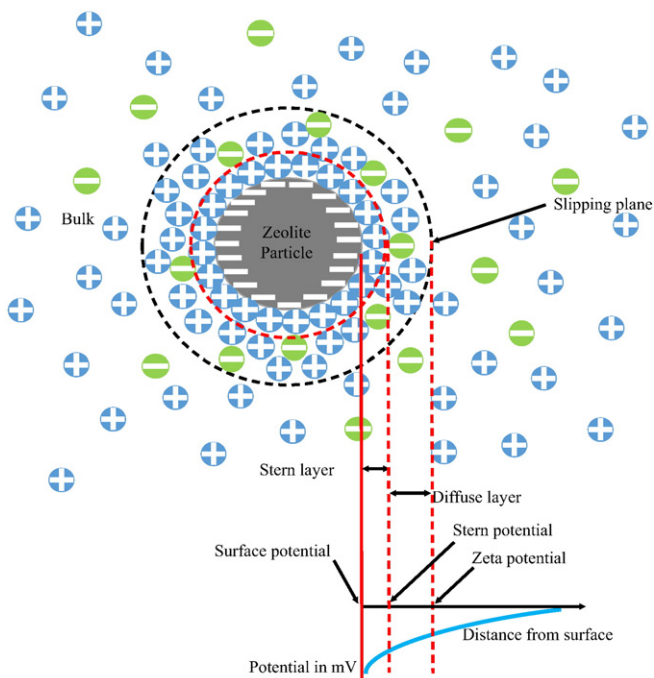 Slipping plane
Bulk
Zeolite
Particle
Stern layer
Diffuse layer
Stern potential
Surface potential
Zeta potential
Distance from surface
Potential in mV